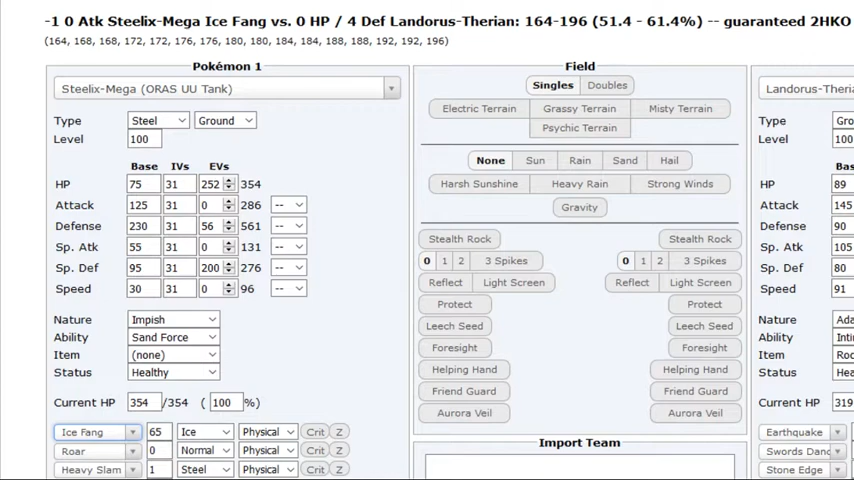 -1 0 Atk Steelix-Mega Ice Fang vs. 0 HP / 4 Def Landorus-Therian: 164-196 (51.4 - 61.4%) -- guaranteed 2HKO
(164, 168, 168, 172, 172, 176, 176, 180, 180, 184, 184, 188, 188, 192, 192, 196)
Pokémon 1
Steelix-Mega (ORAS UU Tank)
Type Steel Ground
Level 100
Base IVs EVs
HP 75 31 252 354
Attack 125 31 0 286 --
Defense 230 31 56 561 --
Sp. Atk 55 31 0 131 --
Sp. Def 95 31 200 276 --
Speed 30 31 0 96 --
Nature Impish
Ability Sand Force
Item (none)
Status Healthy
Current HP 354 /354 ( 100 %)
Ice Fang 65 Ice Physical Crit Z
Roar 0 Normal Physical Crit Z
Heavy Slam 1 Steel Physical Crit Z
Field
Singles Doubles
Electric Terrain Grassy Terrain Misty Terrain
Psychic Terrain
None Sun Rain Sand Hail
Harsh Sunshine Heavy Rain Strong Winds
Gravity
Stealth Rock Stealth Rock
0 1 2 3 Spikes 0 1 2 3 Spikes
Reflect Light Screen Reflect Light Screen
Protect Protect
Leech Seed Leech Seed
Foresight Foresight
Helping Hand Helping Hand
Friend Guard Friend Guard
Aurora Veil Aurora Veil
Import Team
Landorus-Therian
Type Grou
Level 100
Bas
HP 89
Attack 145
Defense 90
Sp. Atk 105
Sp. Def 80
Speed 91
Nature Ada
Ability Inti
Item Roc
Status Hea
Current HP 319
Earthquake
Swords Danc
Stone Edge